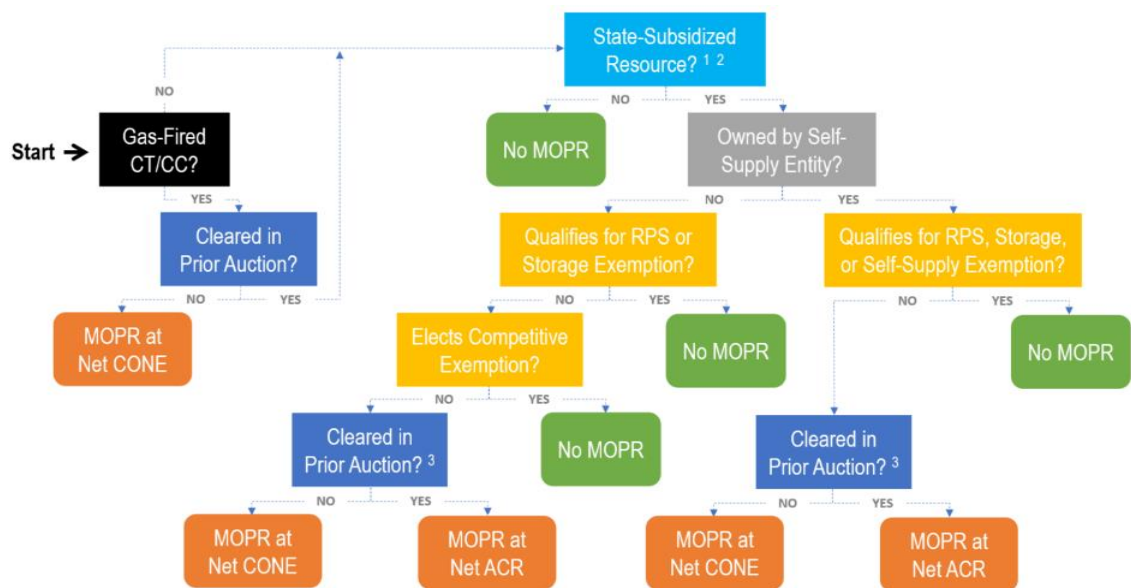 State-Subsidized
Resource? 1 2
NO
NO
YES
Start
Gas-Fired
CT/CC?
No MOPR
Owned by Self-
Supply Entity?
YES
NO
YES
Cleared in
Prior Auction?
Qualifies for RPS or
Storage Exemption?
Qualifies for RPS, Storage,
or Self-Supply Exemption?
NO
YES
NO
YES
NO
YES
MOPR at
Net CONE
Elects Competitive
Exemption?
No MOPR
No MOPR
NO
YES
Cleared in
Prior Auction? 3
No MOPR
Cleared in
Prior Auction? 3
NO
YES
NO
YES
MOPR at
Net CONE
MOPR at
Net ACR
MOPR at
Net CONE
MOPR at
Net ACR